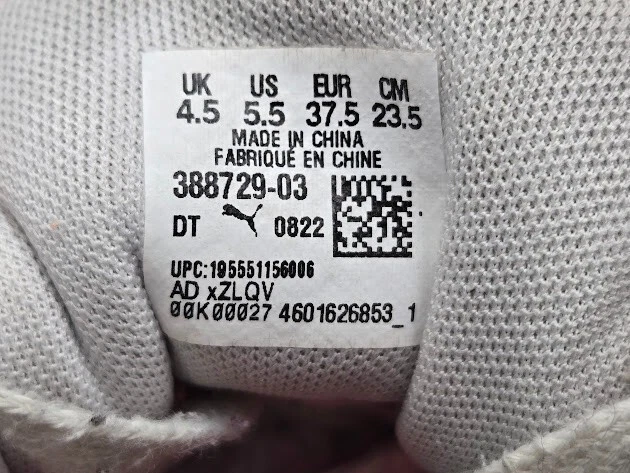 UK US EUR CM
4.5 5.5 37.5 23.5
MADE IN CHINA
FABRIQUÉ EN CHINE
388729-03
DT 0822
UPC:195551156006
AD xZLQV
00K00027 4601626853_1